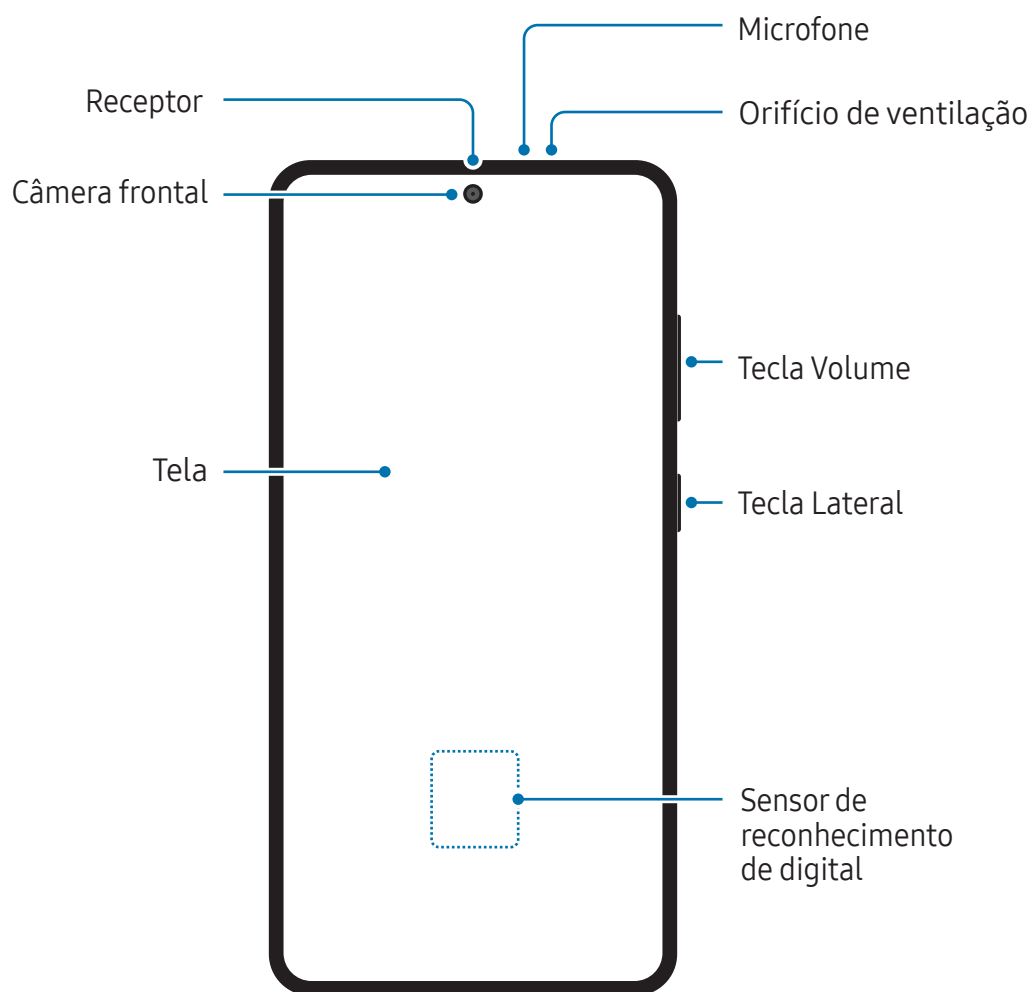 Microfone
Receptor
Orifício de ventilação
Câmera frontal
Tecla Volume
Tela
Tecla Lateral
Sensor de
reconhecimento
de digital